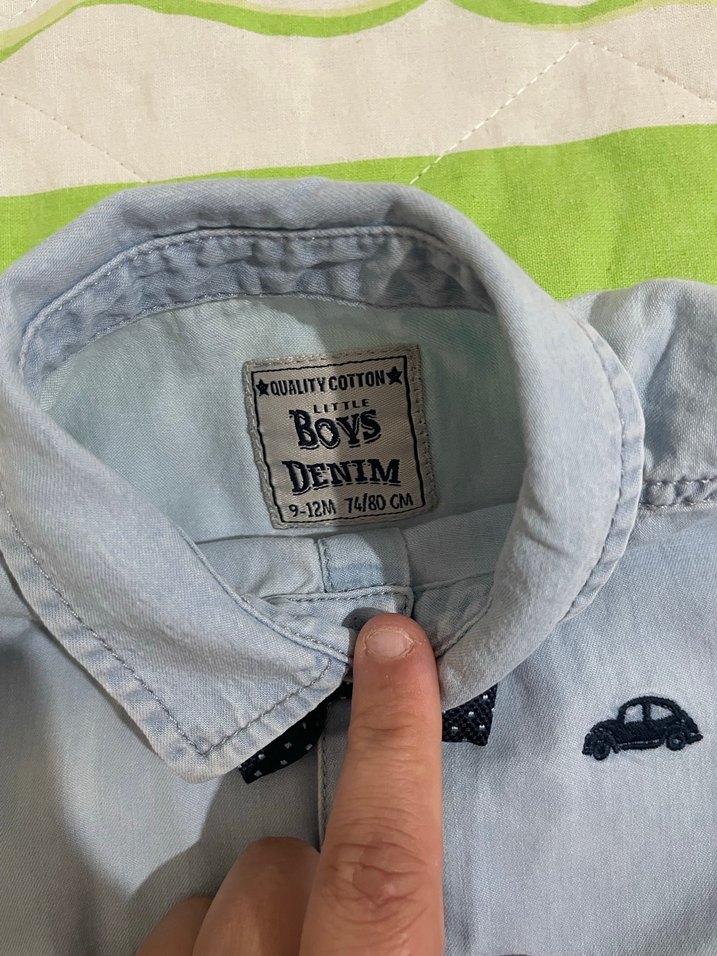 ★QUALITY COTTON★
LITTLE
BOYS
DENIM
9-12M 74/80 CM